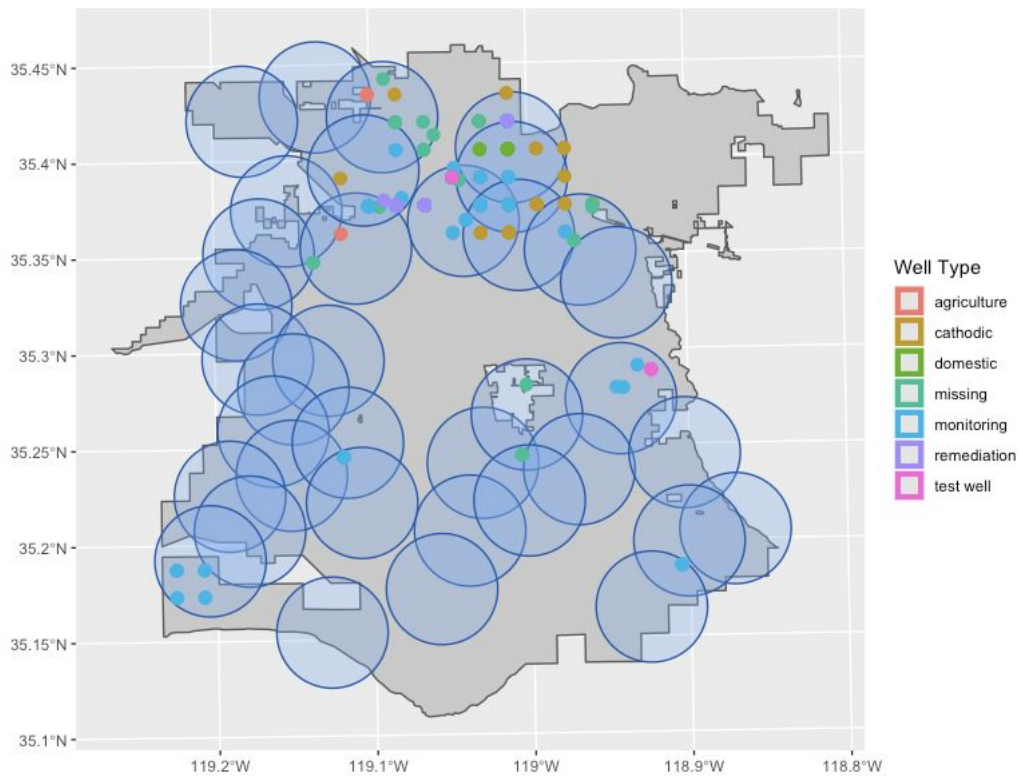 35.45°N
35.4°N
35.35°N
35.3°N
35.25°N
35.2°N
35.15°N
35.1°N
119.2°W
119.1°W
119°W
118.9°W
118.8°W
Well Type
agriculture
cathodic
domestic
missing
monitoring
remediation
test well